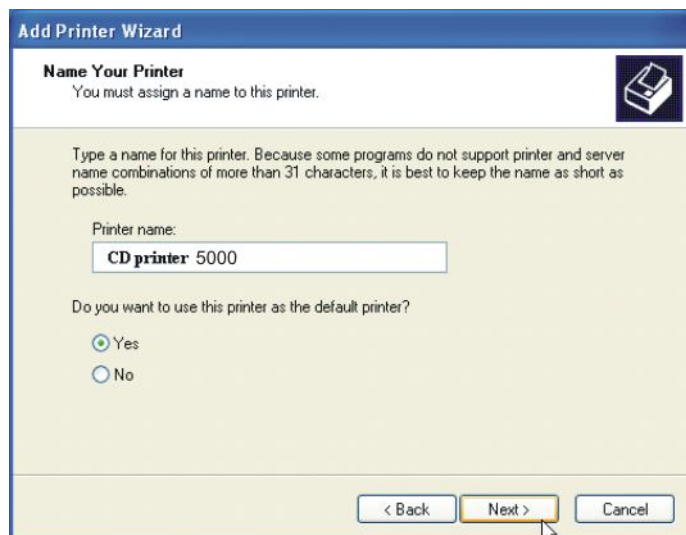 Add Printer Wizard
Name Your Printer
You must assign a name to this printer.
Type a name for this printer. Because some programs do not support printer and server
name combinations of more than 31 characters, it is best to keep the name as short as
possible.
Printer name:
CD printer 5000
Do you want to use this printer as the default printer?
Yes
No
< Back
Next >
Cancel